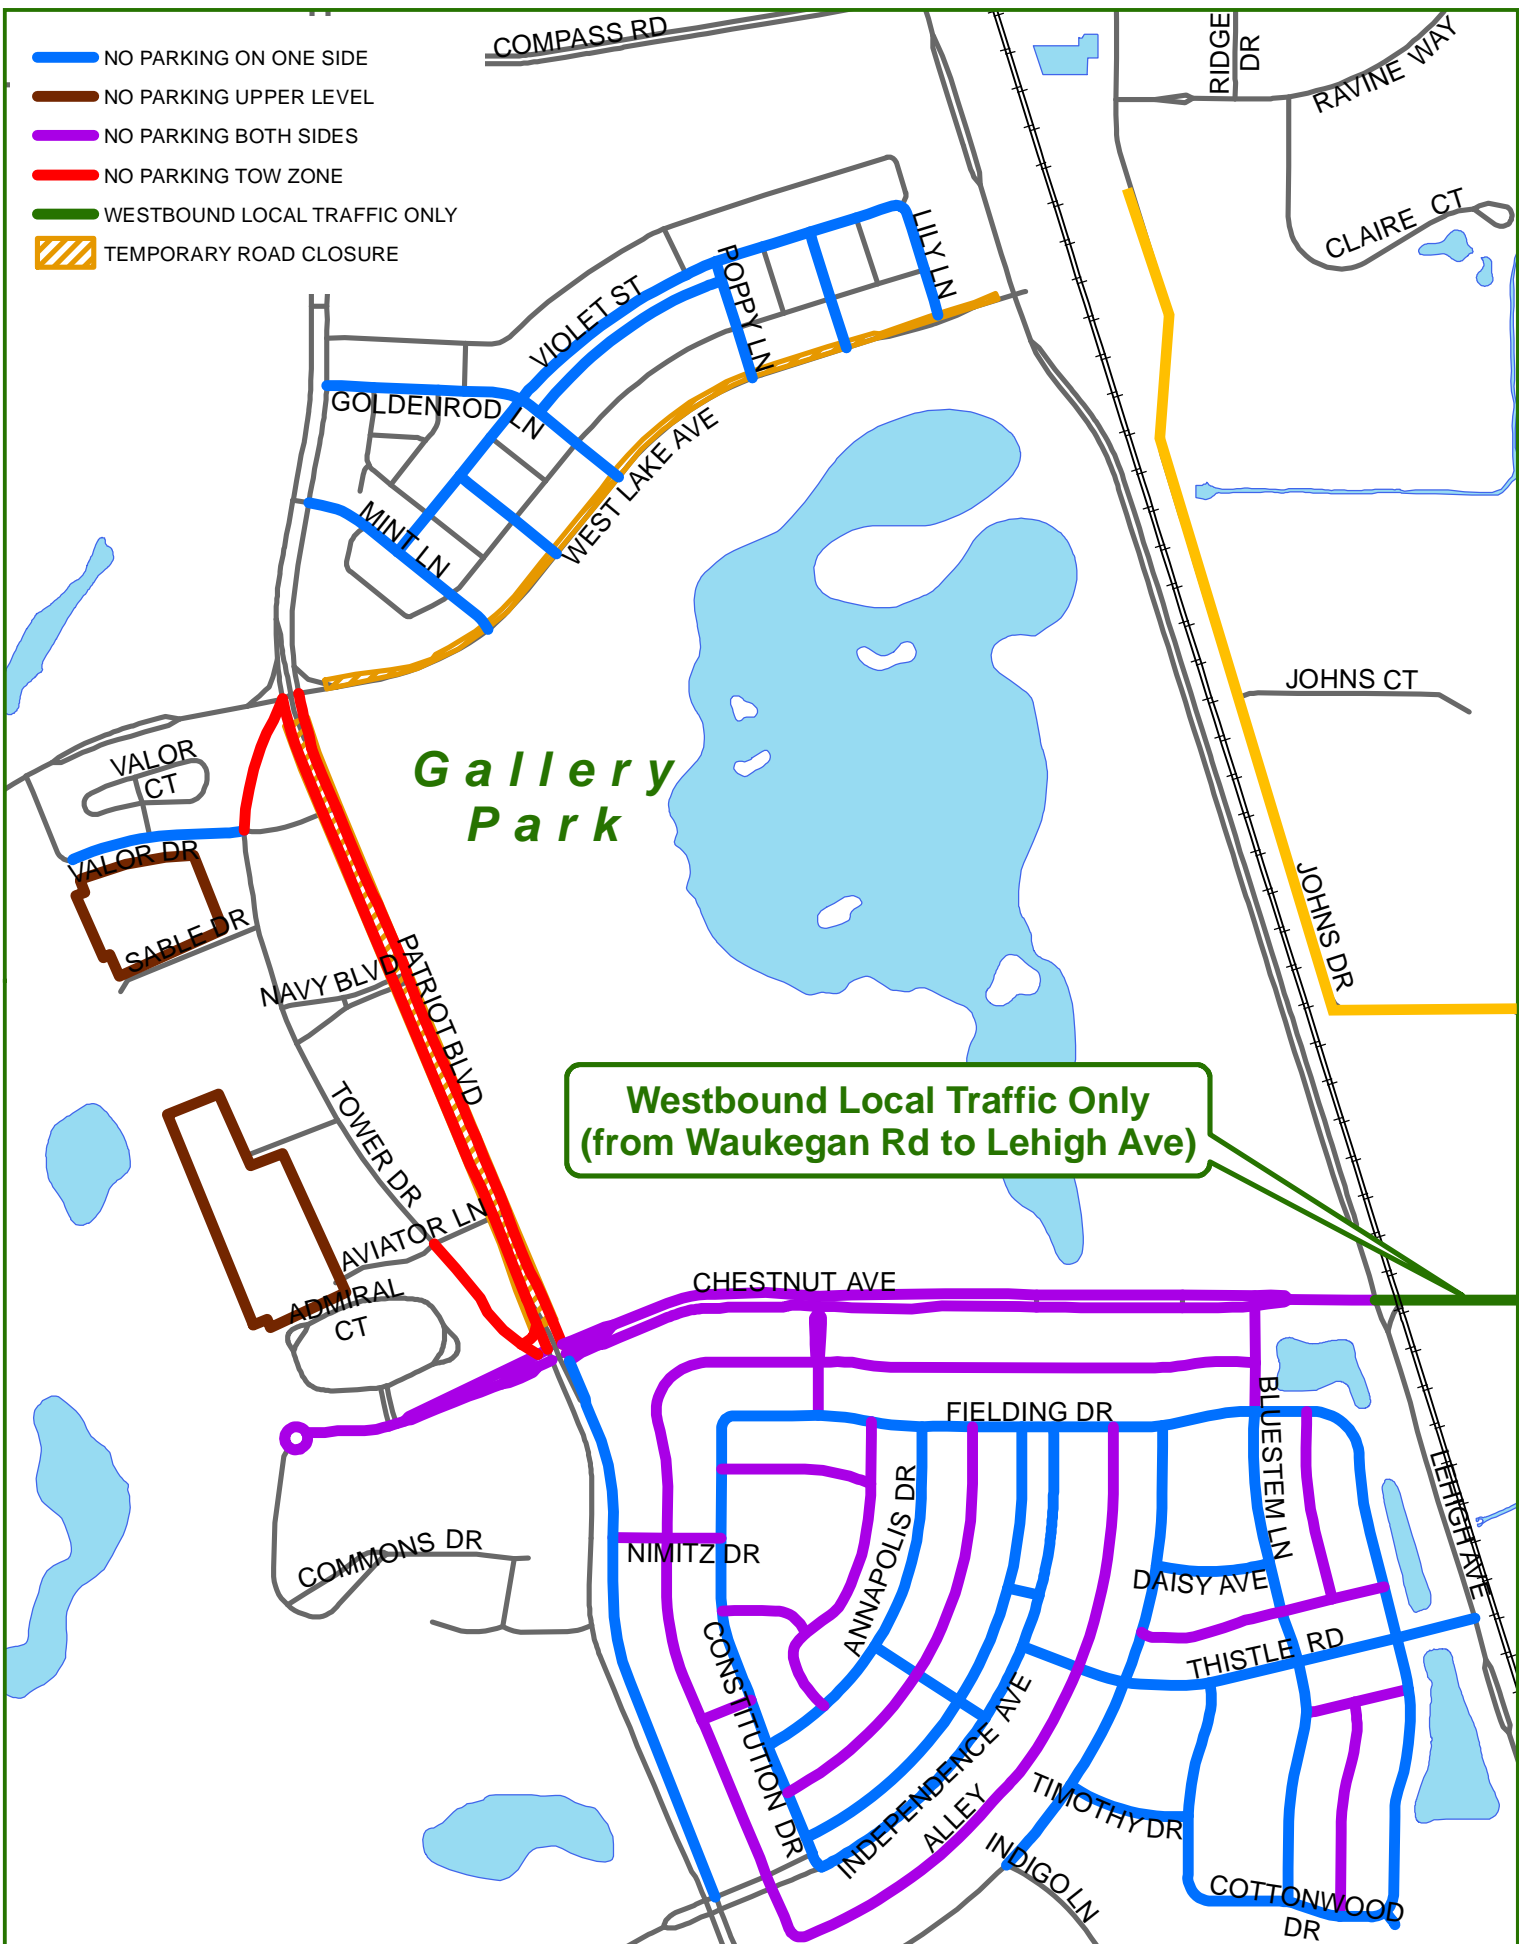 COMPASS RD
RIDGE
DR
RAVINE WAY
NO PARKING ON ONE SIDE
NO PARKING UPPER LEVEL
NO PARKING BOTH SIDES
NO PARKING TOW ZONE
WESTBOUND LOCAL TRAFFIC ONLY
TEMPORARY ROAD CLOSURE
CLAIRE CT
LILY LN
POPPY LN
VIOLET ST
GOLDENROD LN
WEST LAKE AVE
MINT LN
JOHNS CT
VALOR
CT
Gallery
Park
VALOR DR
SABLE DR
JOHNS DR
NAVY BLVD
PATRIOT BLVD
Westbound Local Traffic Only
(from Waukegan Rd to Lehigh Ave)
TOWER DR
AVIATOR LN
ADMIRAL
CT
CHESTNUT AVE
FIELDING DR
BLUESTEM LN
LEHIGH AVE
ANNAPOLIS DR
COMMONS DR
NIMITZ DR
DAISY AVE
THISTLE RD
CONSTITUTION DR
INDEPENDENCE AVE
ALLEY
TIMOTHY DR
INDIGO LN
COTTONWOOD
DR